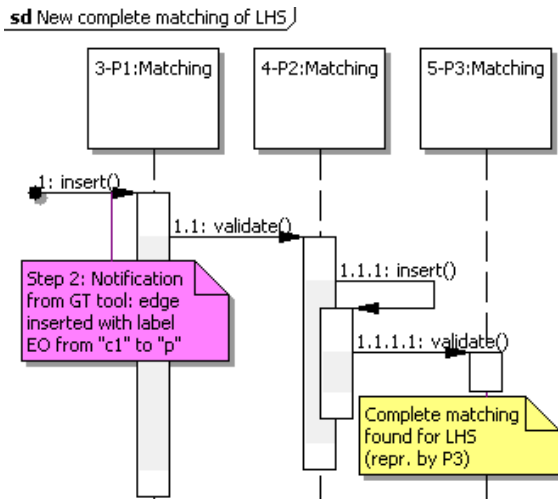 sd New complete matching of LHS
3-P1:Matching
4-P2:Matching
5-P3:Matching
1: insert()
1.1: validate()
1.1.1: insert()
Step 2: Notification
from GT tool: edge
inserted with label
EO from "c1" to "p"
1.1.1.1: validate()
Complete matching
found for LHS
(repr. by P3)